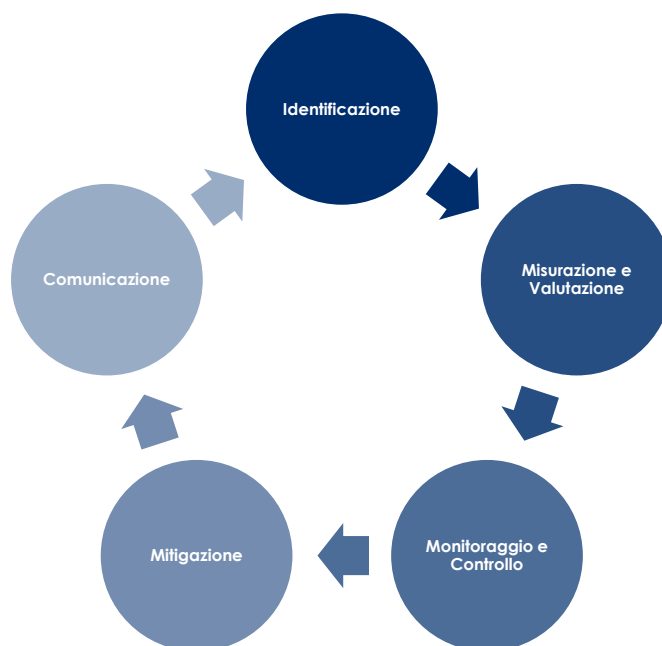 Identificazione
Misurazione e
Valutazione
Monitoraggio e
Controllo
Mitigazione
Comunicazione